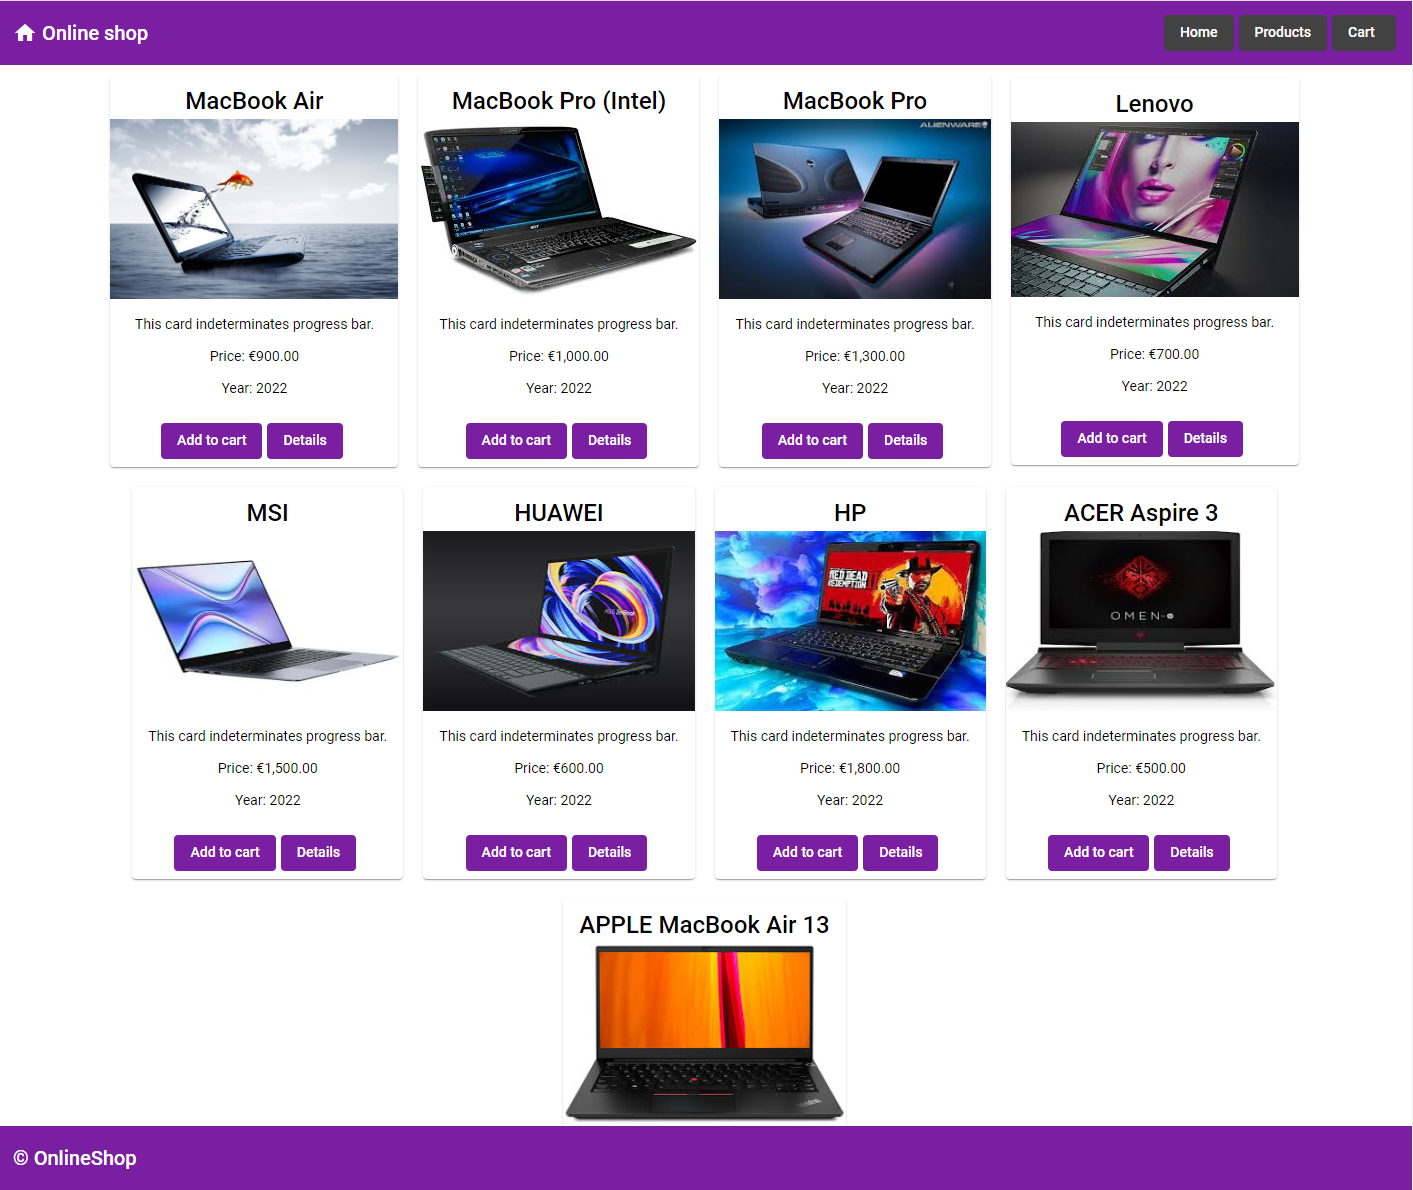 Online shop
Home
Products
Cart
MacBook Air
This card indeterminates progress bar.
Price: €900.00
Year: 2022
Add to cart
Details
MacBook Pro (Intel)
acer
This card indeterminates progress bar.
Price: €1,000.00
Year: 2022
Add to cart
Details
MacBook Pro
ALIENWARE
This card indeterminates progress bar.
Price: €1,300.00
Year: 2022
Add to cart
Details
Lenovo
This card indeterminates progress bar.
Price: €700.00
Year: 2022
Add to cart
Details
MSI
This card indeterminates progress bar.
Price: €1,500.00
Year: 2022
Add to cart
Details
HUAWEI
ASUS ZenBook
This card indeterminates progress bar.
Price: €600.00
Year: 2022
Add to cart
Details
HP
RED DEAD
REDEMPTION
II
This card indeterminates progress bar.
Price: €1,800.00
Year: 2022
Add to cart
Details
ACER Aspire 3
OMEN
This card indeterminates progress bar.
Price: €500.00
Year: 2022
Add to cart
Details
APPLE MacBook Air 13
© OnlineShop